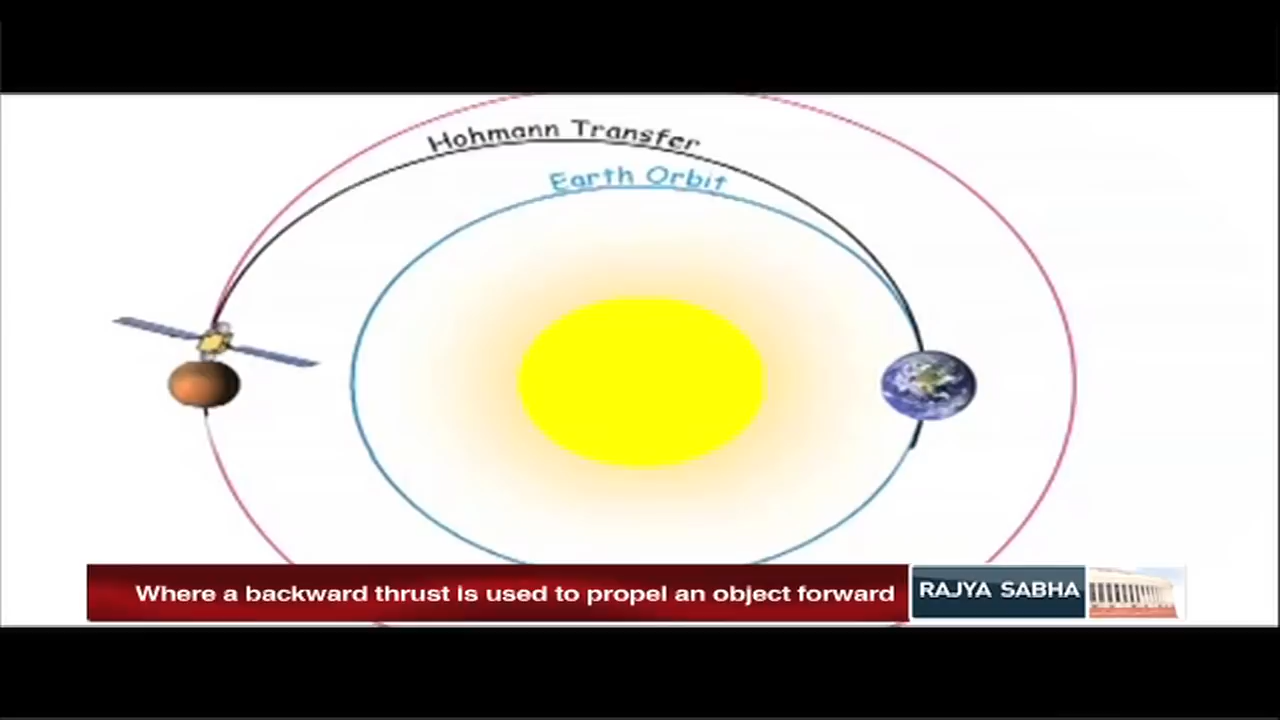 Hohmann Transfer
Earth Orbit
Where a backward thrust is used to propel an object forward
RAJYA SABHA